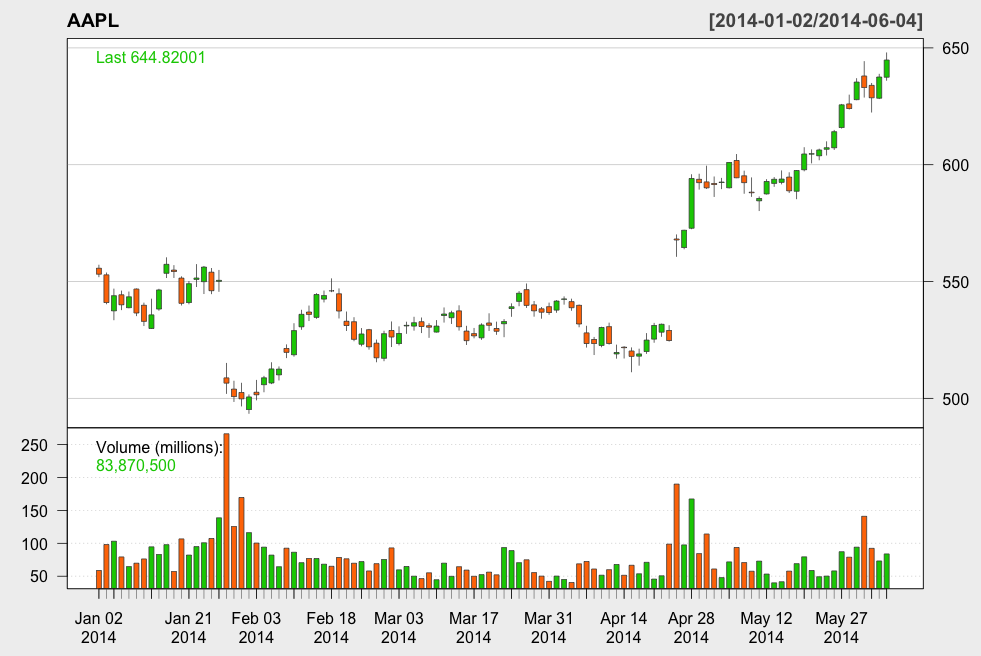 AAPL
[2014-01-02/2014-06-04]
Last 644.82001
650
600
550
500
Volume (millions):
83,870,500
250
200
150
100
50
Jan 02 2014
Jan 21 2014
Feb 03 2014
Feb 18 2014
Mar 03 2014
Mar 17 2014
Mar 31 2014
Apr 14 2014
Apr 28 2014
May 12 2014
May 27 2014